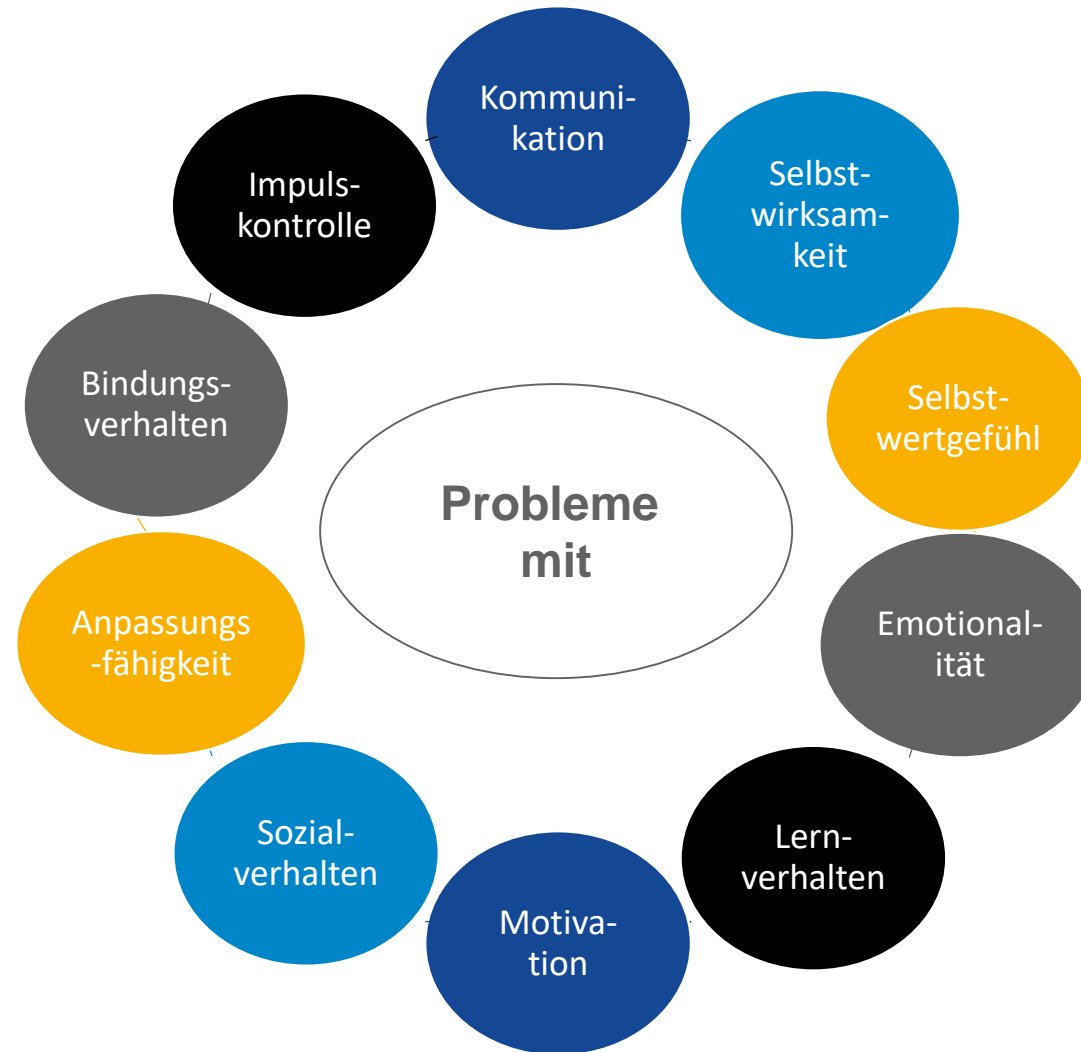 Kommuni-
kation
Selbst-
wirksam-
keit
Selbst-
wertgefühl
Emotional-
ität
Lern-
verhalten
Motiva-
tion
Sozial-
verhalten
Anpassungs
-fähigkeit
Bindungs-
verhalten
Impuls-
kontrolle
Probleme
mit